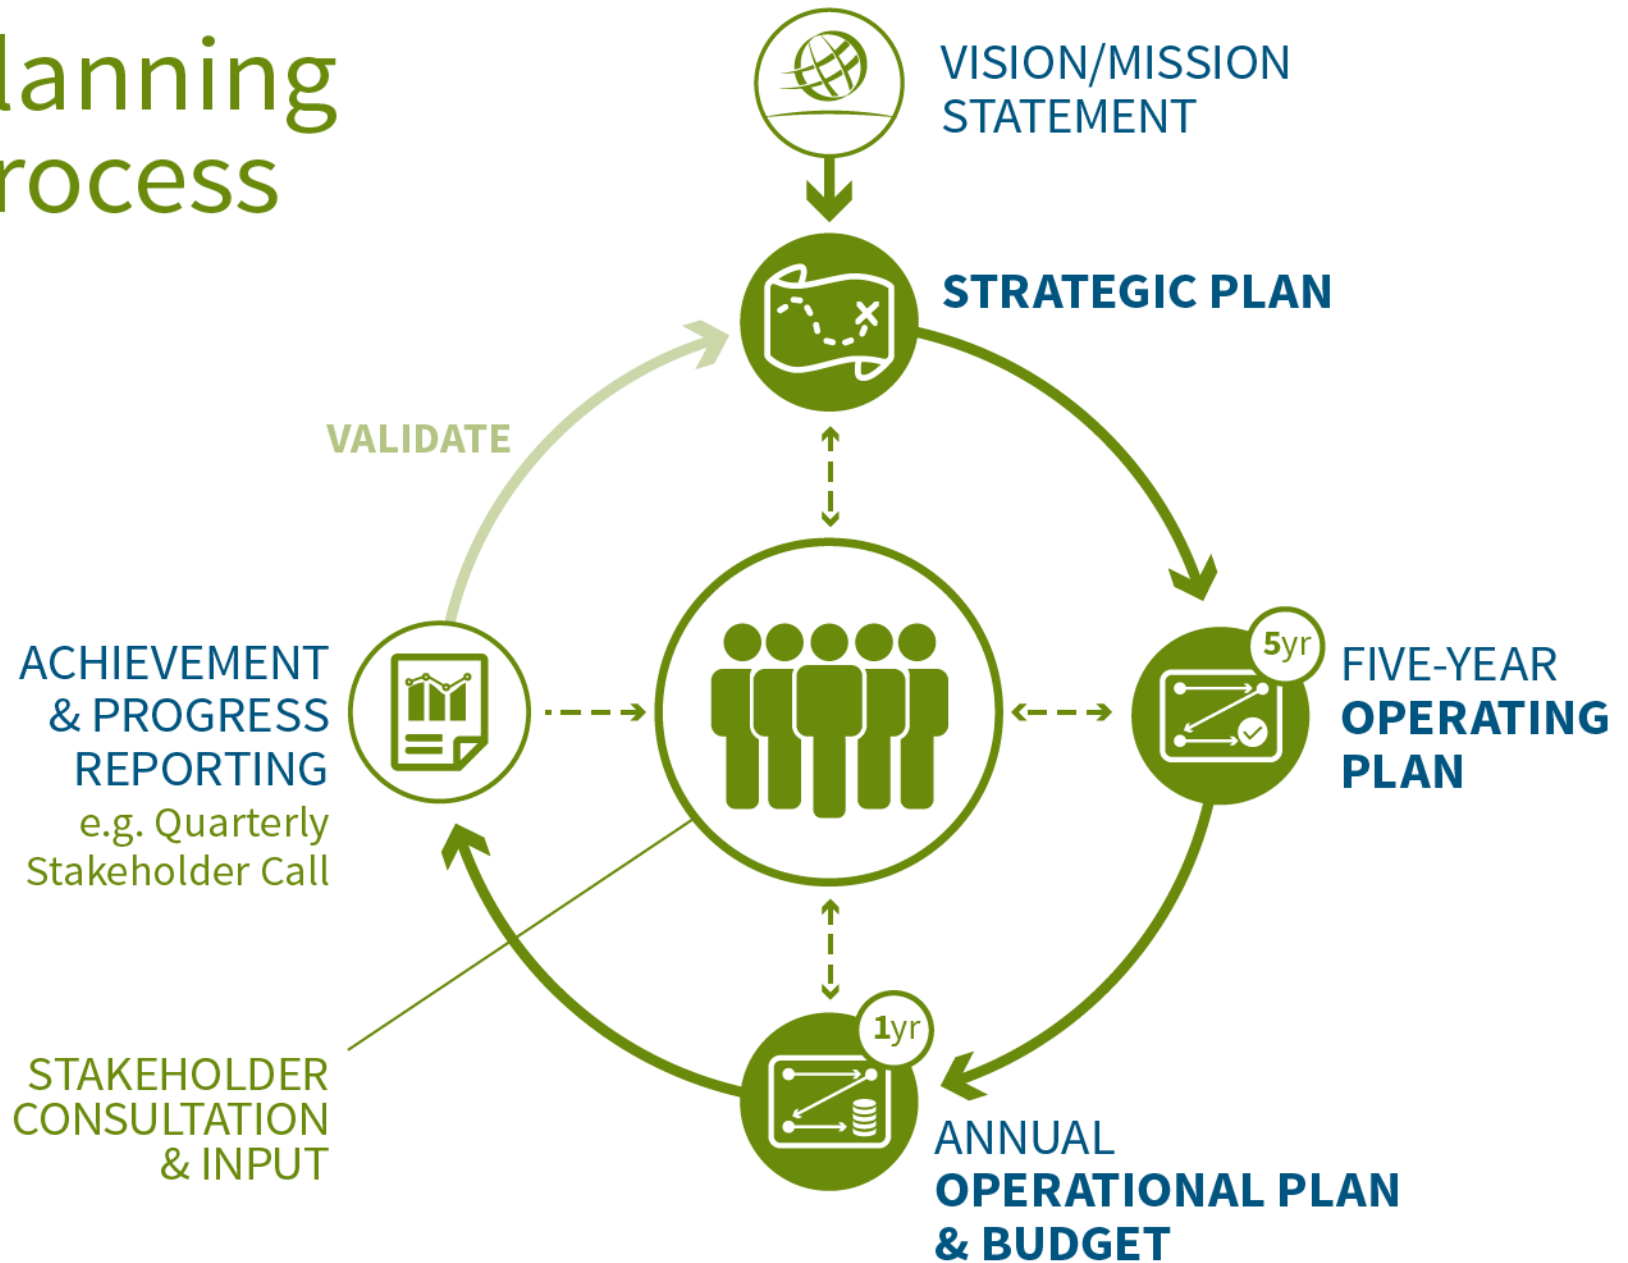 lanning
rocess
VISION/MISSION
STATEMENT
STRATEGIC PLAN
VALIDATE
5yr
FIVE-YEAR
OPERATING
PLAN
ACHIEVEMENT
& PROGRESS
REPORTING
e.g. Quarterly
Stakeholder Call
1yr
STAKEHOLDER
CONSULTATION
& INPUT
ANNUAL
OPERATIONAL PLAN
& BUDGET